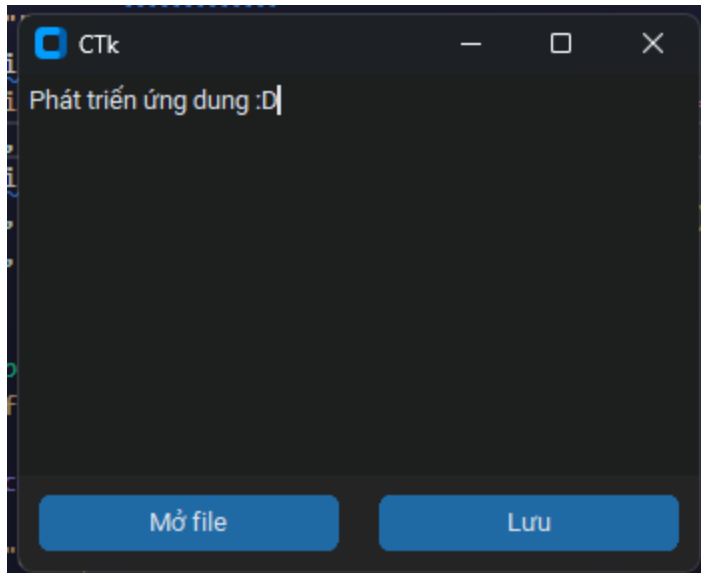 CTk
Phát triển ứng dung :D
Mở file
Lưu